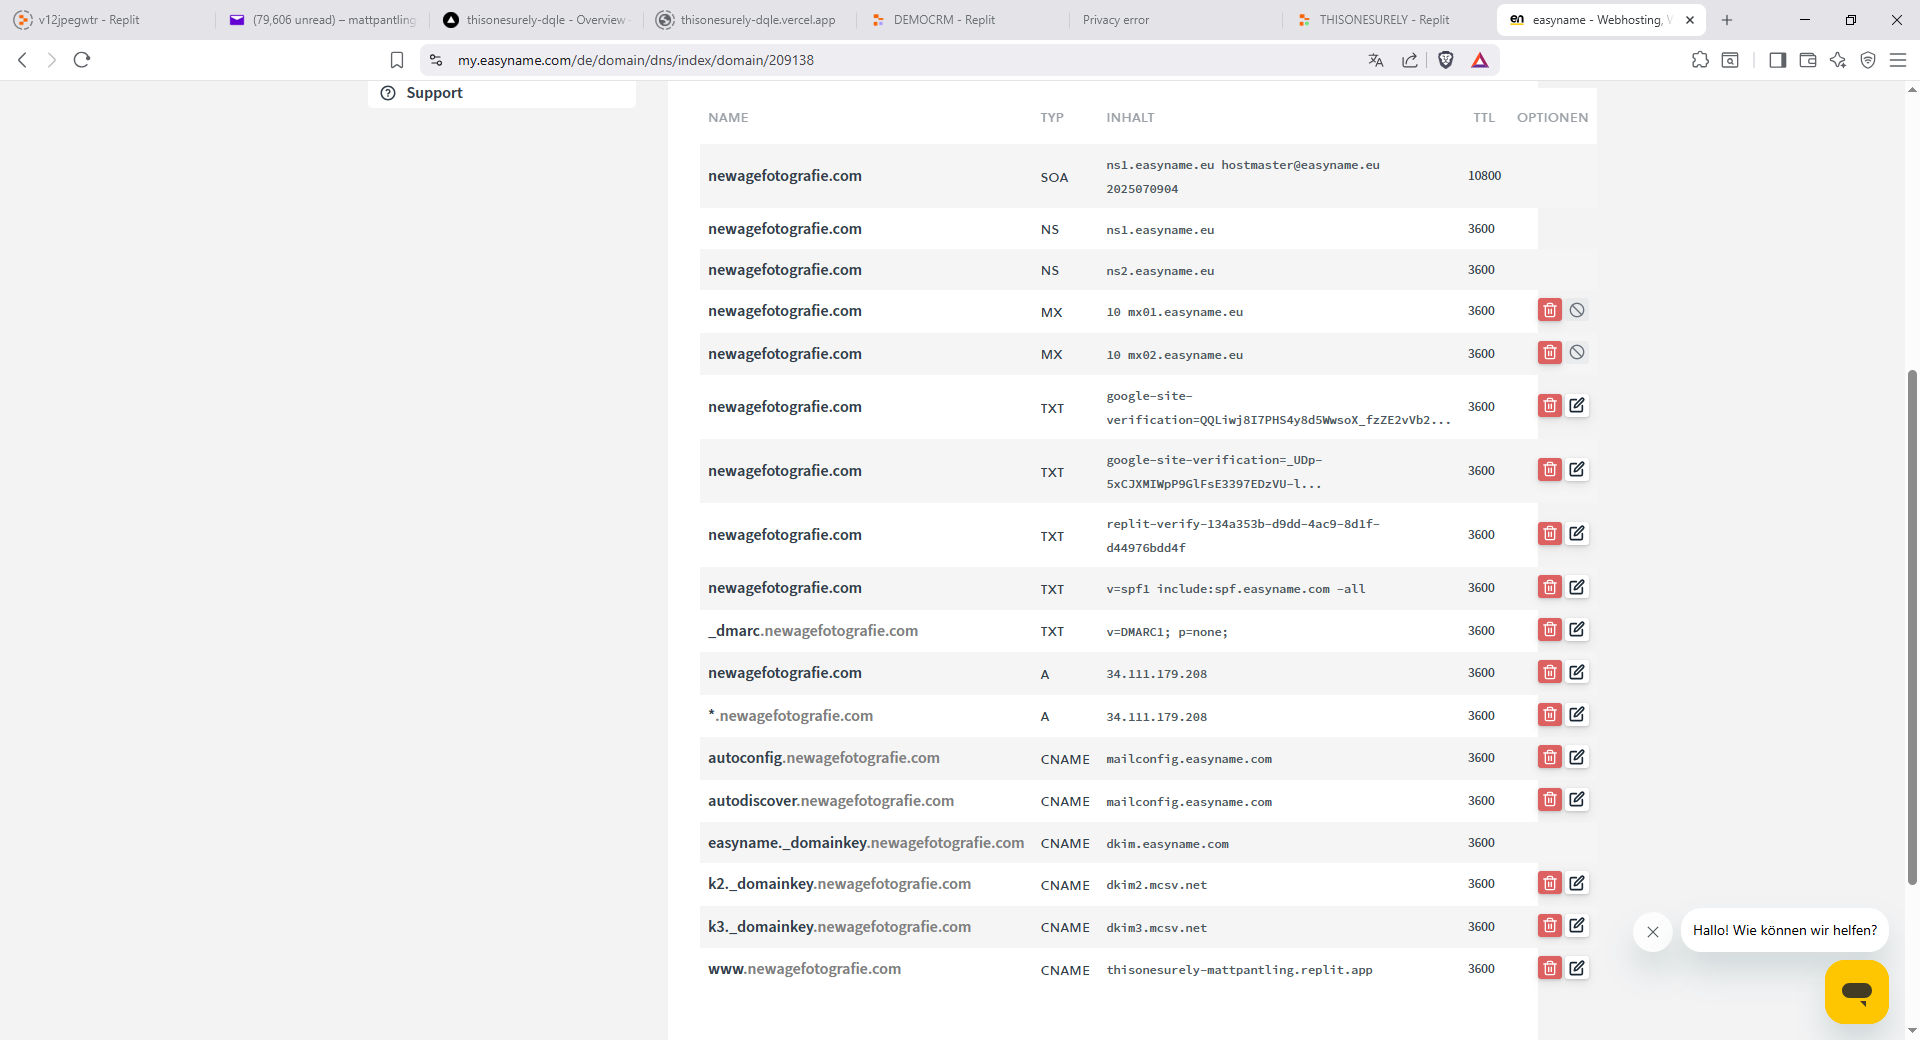 v12jpegwtr - Replit
(79,606 unread) – mattpantling
thisonesurely-dqle - Overview
thisonesurely-dqle.vercel.app
DEMOCRM - Replit
Privacy error
THISONESURELY - Replit
en easyname - Webhosting,
my.easyname.com/de/domain/dns/index/domain/209138
Support
NAME TYP INHALT TTL OPTIONEN
newagefotografie.com SOA ns1.easyname.eu hostmaster@easyname.eu 10800
2025070904
newagefotografie.com NS ns1.easyname.eu 3600
newagefotografie.com NS ns2.easyname.eu 3600
newagefotografie.com MX 10 mx01.easyname.eu 3600
newagefotografie.com MX 10 mx02.easyname.eu 3600
newagefotografie.com TXT google-site- 3600
verification=QQLiwj8I7PHS4y8d5WwsoX_fzZE2vVb2...
newagefotografie.com TXT google-site-verification=_UDp- 3600
5xCJXMIWpP9GlFsE3397EDzVU-l...
newagefotografie.com TXT replit-verify-134a353b-d9dd-4ac9-8d1f- 3600
d44976bdd4f
newagefotografie.com TXT v=spf1 include:spf.easyname.com -all 3600
_dmarc.newagefotografie.com TXT v=DMARC1; p=none; 3600
newagefotografie.com A 34.111.179.208 3600
*.newagefotografie.com A 34.111.179.208 3600
autoconfig.newagefotografie.com CNAME mailconfig.easyname.com 3600
autodiscover.newagefotografie.com CNAME mailconfig.easyname.com 3600
easyname._domainkey.newagefotografie.com CNAME dkim.easyname.com 3600
k2._domainkey.newagefotografie.com CNAME dkim2.mcsv.net 3600
k3._domainkey.newagefotografie.com CNAME dkim3.mcsv.net 3600
www.newagefotografie.com CNAME thisonesurely-mattpantling.replit.app 3600
Hallo! Wie können wir helfen?